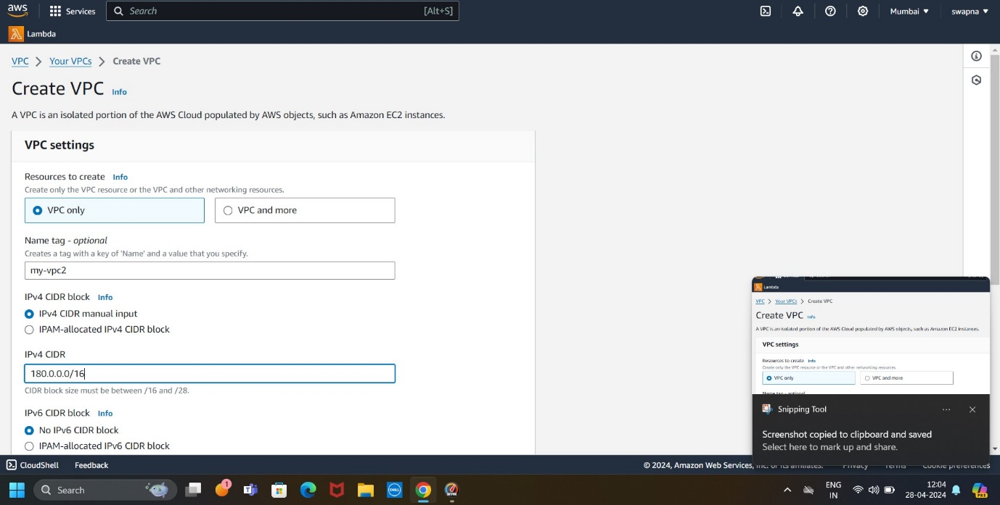 aws
Services
Search
[Alt+S]
Mumbai ▼
swapna ▼
Lambda
VPC > Your VPCs > Create VPC
Create VPC Info
A VPC is an isolated portion of the AWS Cloud populated by AWS objects, such as Amazon EC2 instances.
VPC settings
Resources to create Info
Create only the VPC resource or the VPC and other networking resources.
VPC only
VPC and more
Name tag - optional
Creates a tag with a key of 'Name' and a value that you specify.
my-vpc2
IPv4 CIDR block Info
IPv4 CIDR manual input
IPAM-allocated IPv4 CIDR block
IPv4 CIDR
180.0.0.0/16
CIDR block size must be between /16 and /28.
IPv6 CIDR block Info
No IPv6 CIDR block
IPAM-allocated IPv6 CIDR block
Lambda
VPC > Your VPCs > Create VPC
Create VPC Info
A VPC is an isolated portion of the AWS Cloud populated by AWS objects, such as Amazon EC2 instances.
VPC settings
Resources to create Info
Create only the VPC resource or the VPC and other networking resources.
VPC only
VPC and more
Name tag - optional
Snipping Tool
Screenshot copied to clipboard and saved
Select here to mark up and share.
CloudShell
Feedback
© 2024, Amazon Web Services, Inc. or its affiliates.
Privacy
Terms
Cookie preferences
Search
1
DELL
ENG
IN
12:04
28-04-2024
PRE